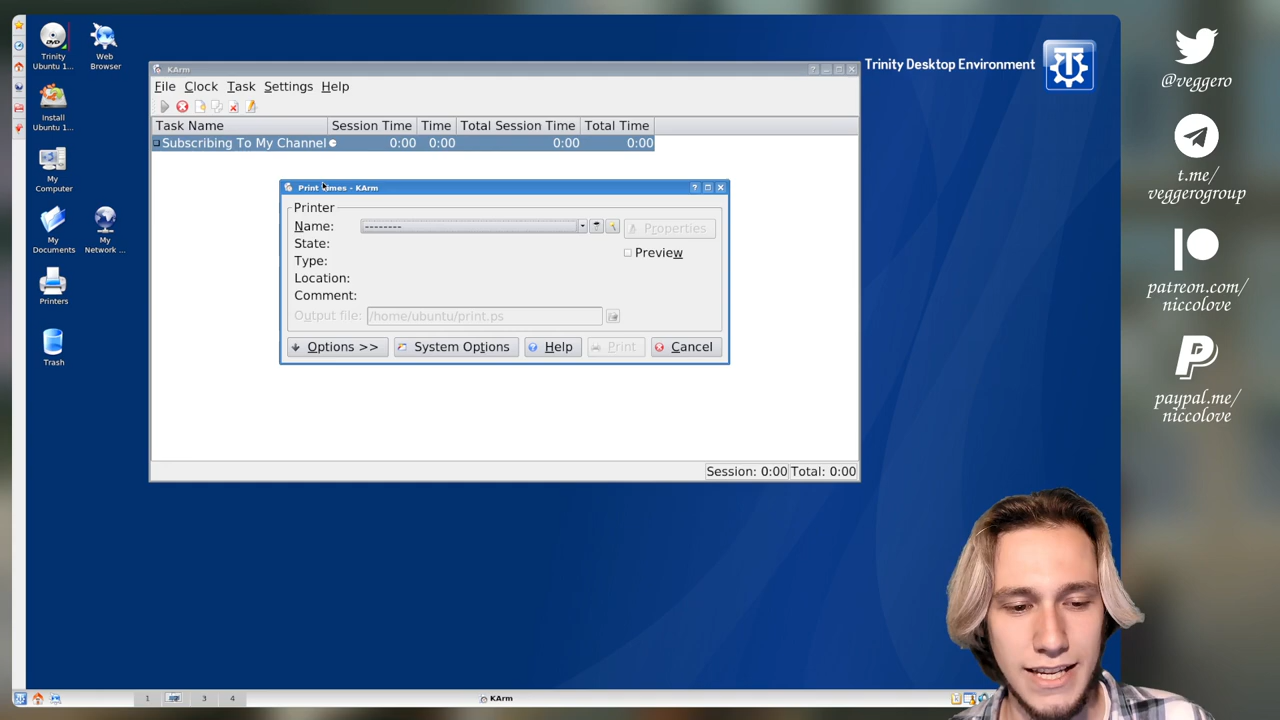 Trinity
Ubuntu 1...
Web
Browser
Install
Ubuntu 1...
My
Computer
My
Documents
My
Network ...
Printers
Trash
KArm
File Clock Task Settings Help
Task Name Session Time Time Total Session Time Total Time
Subscribing To My Channel 0:00 0:00 0:00 0:00
Print Times - KArm
Printer
Name: --------
Properties
State:
Preview
Type:
Location:
Comment:
Output file: /home/ubuntu/print.ps
Options >> System Options Help Print Cancel
Session: 0:00 Total: 0:00
Trinity Desktop Environment
@veggero
t.me/
veggerogroup
patreon.com/
niccolove
paypal.me/
niccolove
1 3 4 KArm